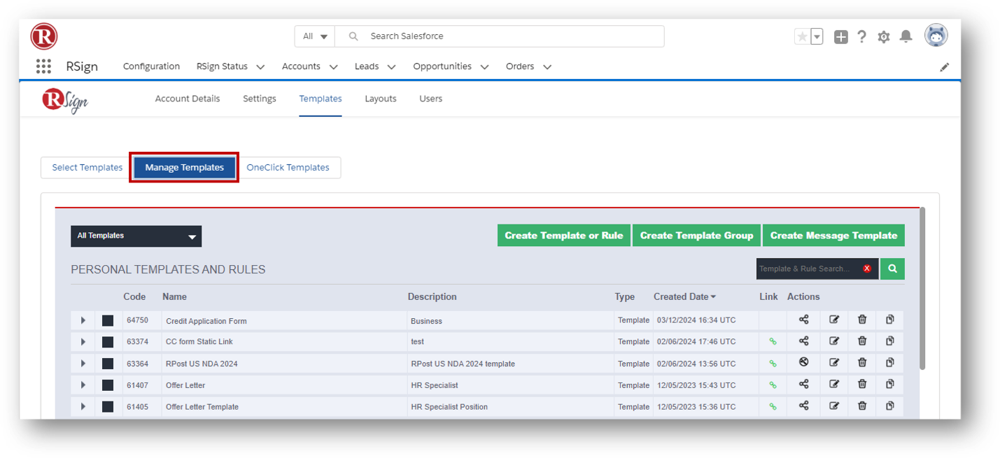 R
All Search Salesforce
RSign Configuration RSign Status Accounts Leads Opportunities Orders
RSign Account Details Settings Templates Layouts Users
Select Templates Manage Templates OneClick Templates
All Templates Create Template or Rule Create Template Group Create Message Template
PERSONAL TEMPLATES AND RULES Template & Rule Search... X
Code Name Description Type Created Date Link Actions
64750 Credit Application Form Business Template 03/12/2024 16:34 UTC
63374 CC form Static Link test Template 02/06/2024 17:46 UTC
63364 RPost US NDA 2024 RPost US NDA 2024 template Template 02/06/2024 13:56 UTC
61407 Offer Letter HR Specialist Template 12/05/2023 15:43 UTC
61405 Offer Letter Template HR Specialist Position Template 12/05/2023 15:36 UTC